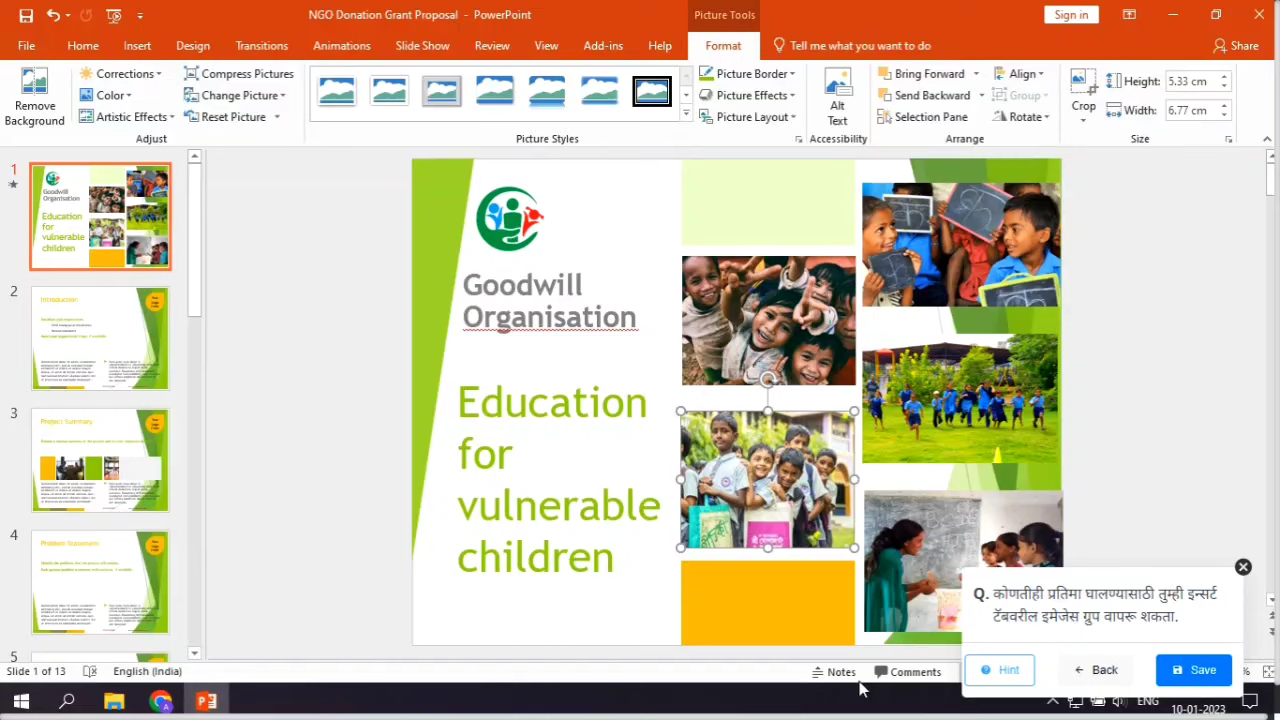 NGO Donation Grant Proposal - PowerPoint
Picture Tools
Sign in
File Home Insert Design Transitions Animations Slide Show Review View Add-ins Help Format Tell me what you want to do Share
Remove Background
Corrections
Color
Artistic Effects
Compress Pictures
Change Picture
Reset Picture
Adjust
Picture Styles
Picture Border
Picture Effects
Picture Layout
Alt Text
Accessibility
Bring Forward
Send Backward
Selection Pane
Align
Group
Rotate
Arrange
Crop
Height: 5.33 cm
Width: 6.77 cm
Size
1
Goodwill
Organisation
Education
for
vulnerable
children
2
Introduction
3
Project Summary
4
Problem Statement
5
Goodwill
Organisation
Education
for
vulnerable
children
Q. कोणतीही प्रतिमा घालण्यासाठी तुम्ही इन्सर्ट
टॅबवरील इमेजेस ग्रुप वापरू शकता.
Hint Back Save
Slide 1 of 13 English (India) Notes Comments %
ENG
10-01-2023